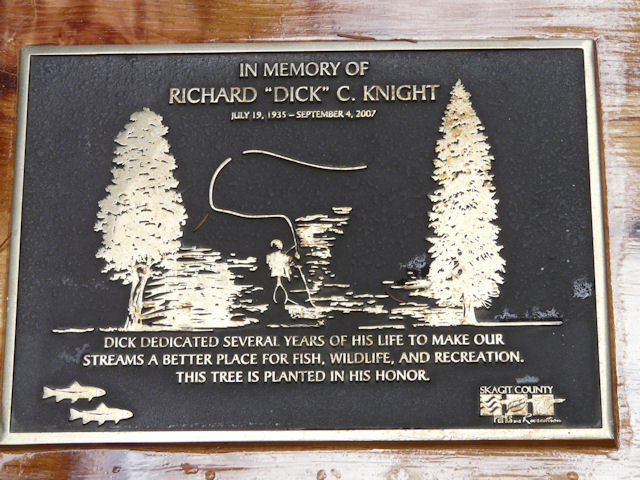 IN MEMORY OF
RICHARD "DICK" C. KNIGHT
JULY 19, 1935 – SEPTEMBER 4, 2007
DICK DEDICATED SEVERAL YEARS OF HIS LIFE TO MAKE OUR
STREAMS A BETTER PLACE FOR FISH, WILDLIFE, AND RECREATION.
THIS TREE IS PLANTED IN HIS HONOR.
SKAGIT COUNTY
Recreation